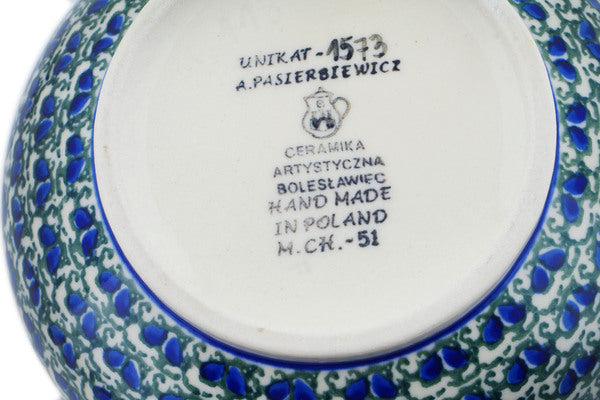 UNIKAT-1573
A.PASIERBIEWICZ
CERAMIKA
ARTYSTYCZNA
BOLESŁAWIEC
HAND MADE
IN POLAND
M.CH.-51